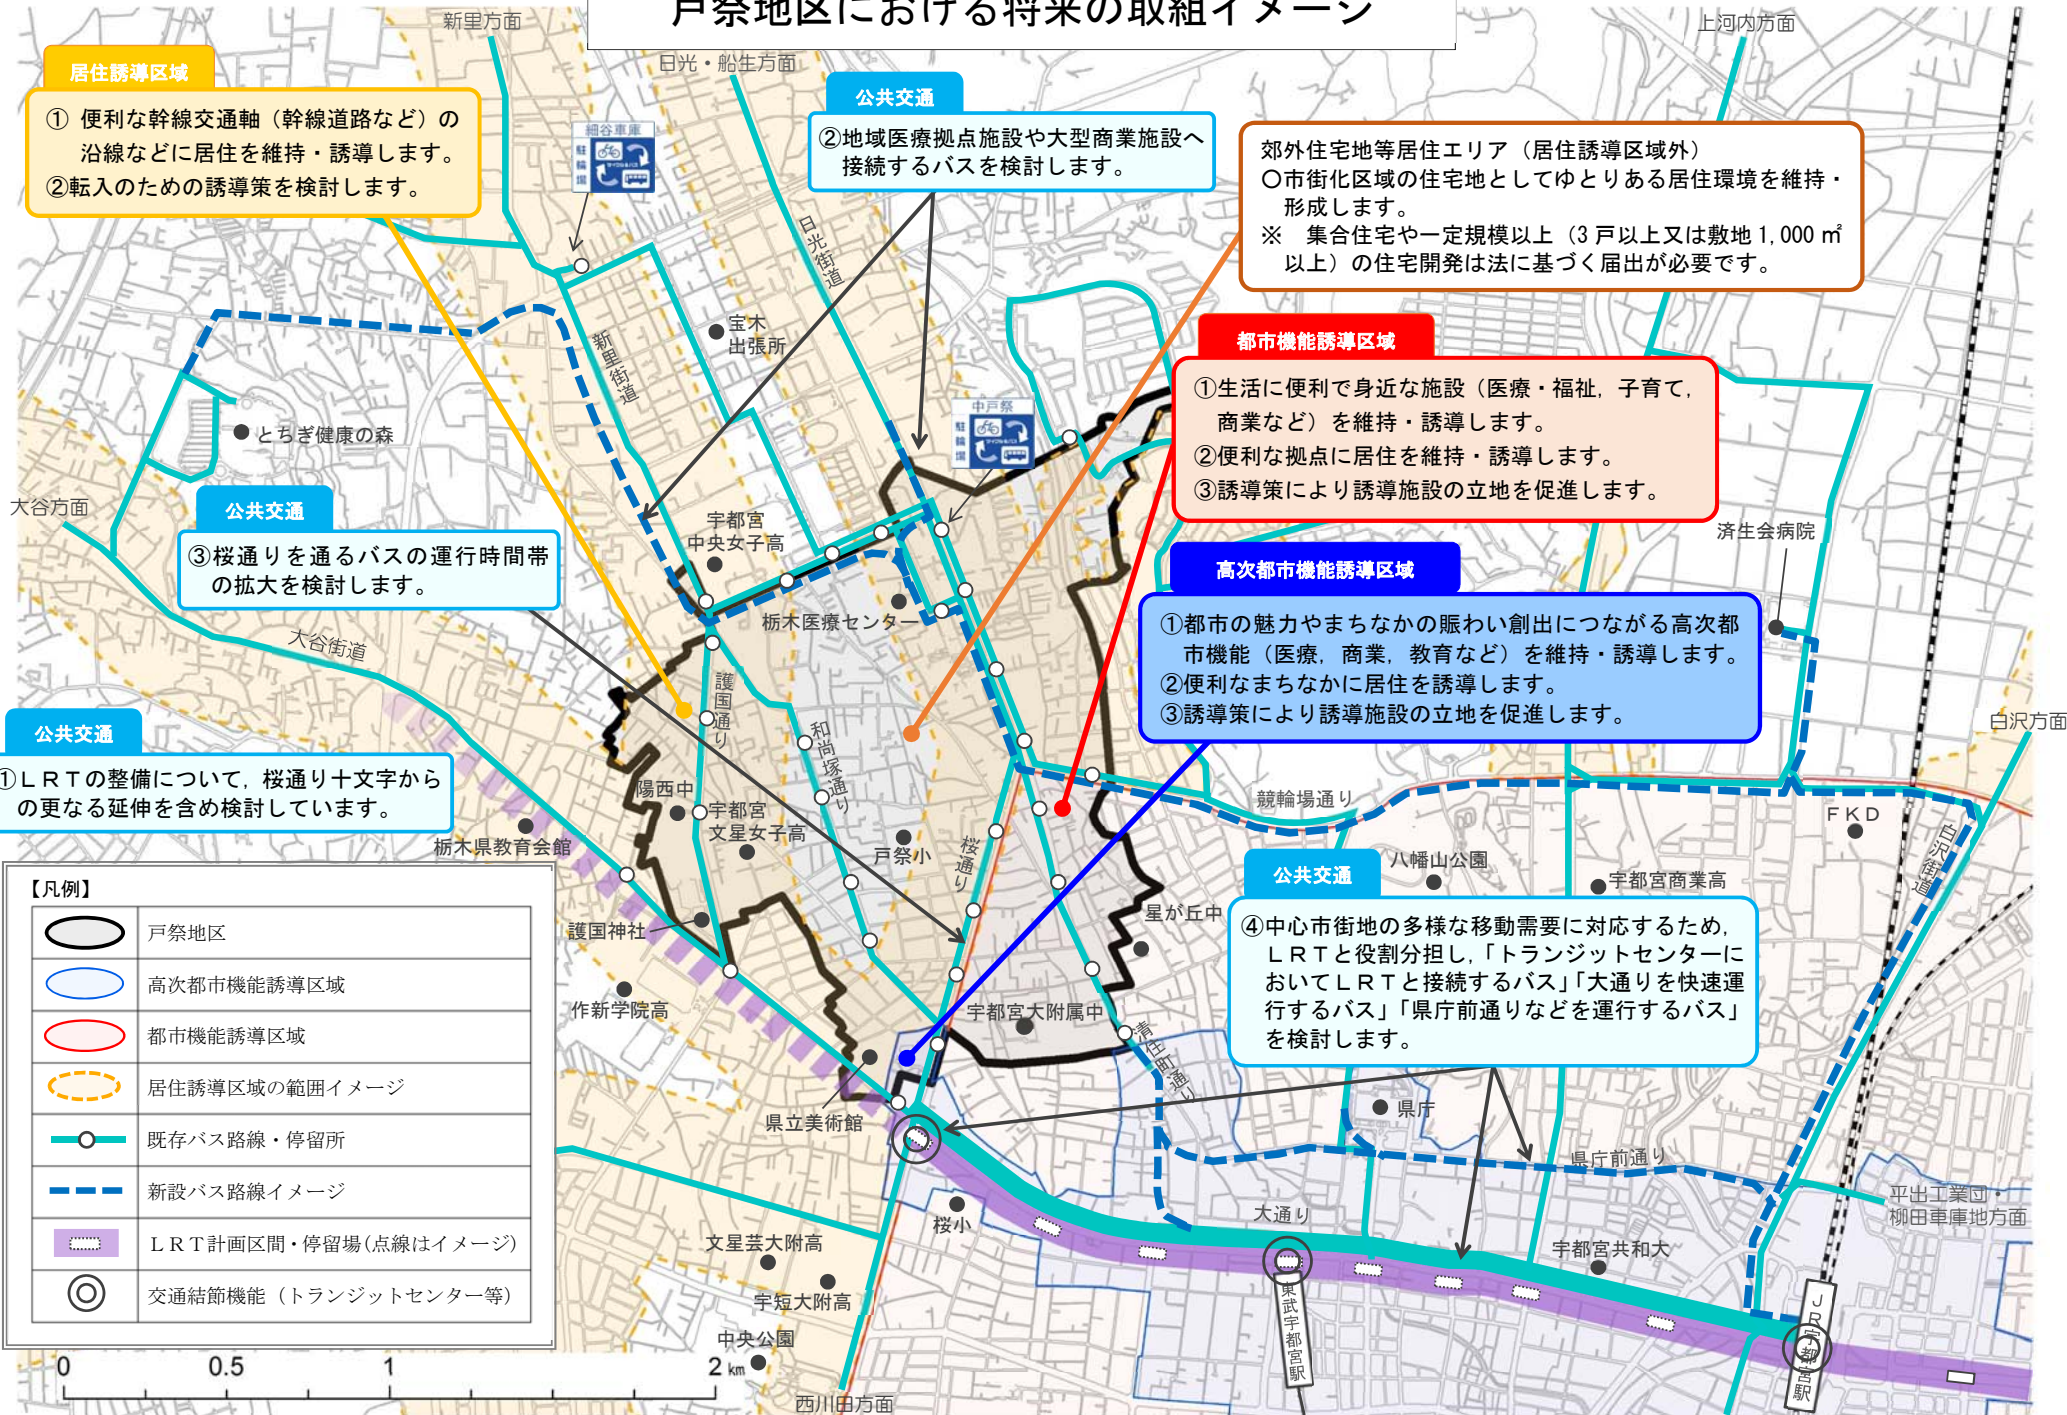 戸祭地区における将来の取組イメージ
新里方面
日光・船生方面
上河内方面
居住誘導区域
① 便利な幹線交通軸（幹線道路など）の
沿線などに居住を維持・誘導します。
②転入のための誘導策を検討します。
細谷車庫
駐輪場
公共交通
②地域医療拠点施設や大型商業施設へ
接続するバスを検討します。
郊外住宅地等居住エリア（居住誘導区域外）
○市街化区域の住宅地としてゆとりある居住環境を維持・
形成します。
※ 集合住宅や一定規模以上（3戸以上又は敷地1,000㎡
以上）の住宅開発は法に基づく届出が必要です。
日光街道
新里街道
宝木
出張所
都市機能誘導区域
①生活に便利で身近な施設（医療・福祉，子育て，
商業など）を維持・誘導します。
②便利な拠点に居住を維持・誘導します。
③誘導策により誘導施設の立地を促進します。
中戸祭
駐輪場
とちぎ健康の森
大谷方面
公共交通
③桜通りを通るバスの運行時間帯
の拡大を検討します。
宇都宮
中央女子高
済生会病院
栃木医療センター
高次都市機能誘導区域
①都市の魅力やまちなかの賑わい創出につながる高次都
市機能（医療，商業，教育など）を維持・誘導します。
②便利なまちなかに居住を誘導します。
③誘導策により誘導施設の立地を促進します。
大谷街道
護国通り
和尚塚通り
白沢方面
公共交通
①ＬＲＴの整備について，桜通り十文字から
の更なる延伸を含め検討しています。
陽西中
宇都宮
文星女子高
戸祭小
桜通り
競輪場通り
ＦＫＤ
白沢街道
栃木県教育会館
八幡山公園
宇都宮商業高
星が丘中
護国神社
作新学院高
宇都宮大附属中
清住町通り
県立美術館
公共交通
④中心市街地の多様な移動需要に対応するため，
ＬＲＴと役割分担し，「トランジットセンターに
おいてＬＲＴと接続するバス」「大通りを快速運
行するバス」「県庁前通りなどを運行するバス」
を検討します。
県庁
県庁前通り
平出工業団・
柳田車庫地方面
桜小
大通り
宇都宮共和大
文星芸大附高
宇短大附高
中央公園
西川田方面
東武宇都宮駅
ＪＲ宇都宮駅
【凡例】
戸祭地区
高次都市機能誘導区域
都市機能誘導区域
居住誘導区域の範囲イメージ
既存バス路線・停留所
新設バス路線イメージ
ＬＲＴ計画区間・停留場(点線はイメージ)
交通結節機能（トランジットセンター等）
0 0.5 1 2 km